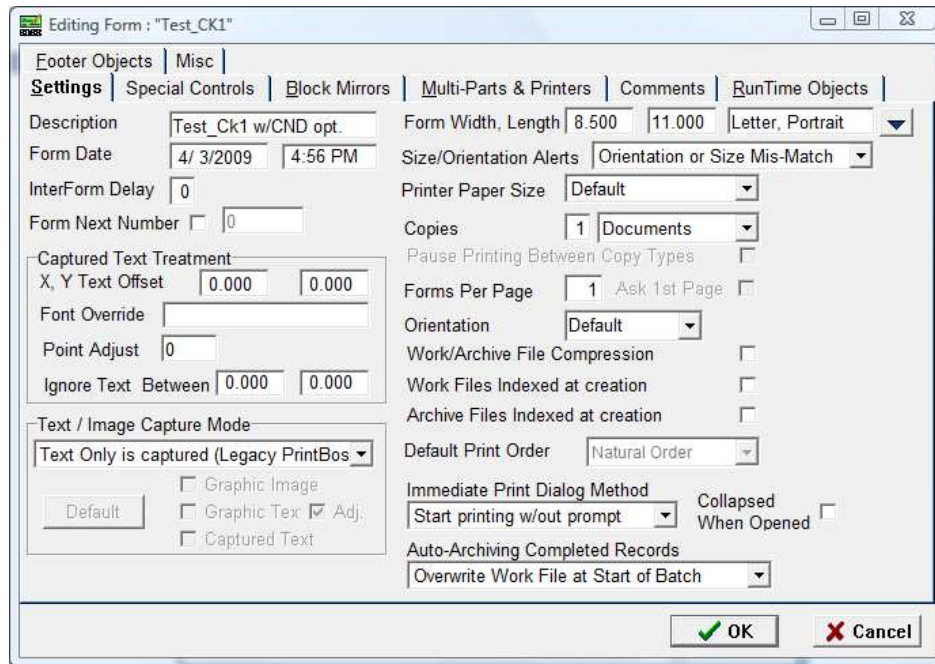 Editing Form : "Test_CK1"
Footer Objects Misc
Settings Special Controls Block Mirrors Multi-Parts & Printers Comments RunTime Objects
Description Test_Ck1 w/CND opt.
Form Date 4/ 3/2009 4:56 PM
InterForm Delay 0
Form Next Number 0
Captured Text Treatment
X, Y Text Offset 0.000 0.000
Font Override
Point Adjust 0
Ignore Text Between 0.000 0.000
Text / Image Capture Mode
Text Only is captured (Legacy PrintBos
Default
Graphic Image
Graphic Tex Adj.
Captured Text
Form Width, Length 8.500 11.000 Letter, Portrait
Size/Orientation Alerts Orientation or Size Mis-Match
Printer Paper Size Default
Copies 1 Documents
Pause Printing Between Copy Types
Forms Per Page 1 Ask 1st Page
Orientation Default
Work/Archive File Compression
Work Files Indexed at creation
Archive Files Indexed at creation
Default Print Order Natural Order
Immediate Print Dialog Method
Start printing w/out prompt
Collapsed
When Opened
Auto-Archiving Completed Records
Overwrite Work File at Start of Batch
OK Cancel